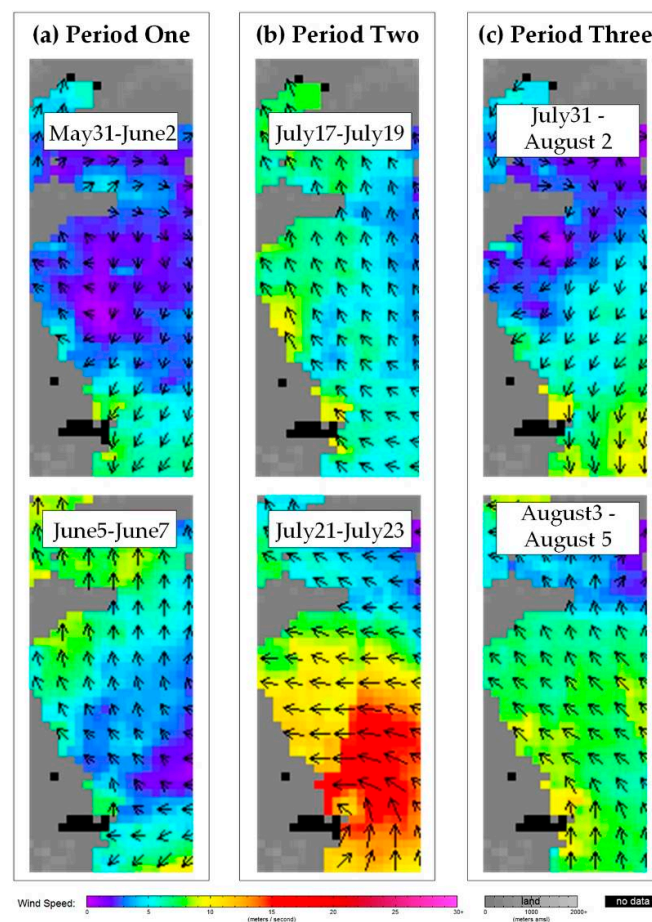 (a) Period One
(b) Period Two
(c) Period Three
May31-June2
July17-July19
July31 -
August 2
June5-June7
July21-July23
August3 -
August 5
Wind Speed:
0 5 10 15 20 25 30+
(meters / second)
land
0 1000 2000+
(meters amsl)
no data